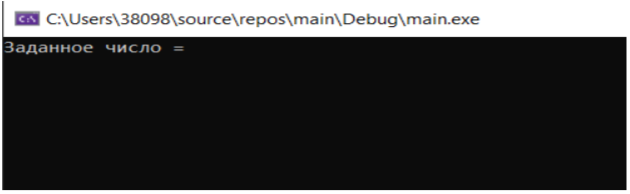 C:\Users\38098\source\repos\main\Debug\main.exe
Заданное число =